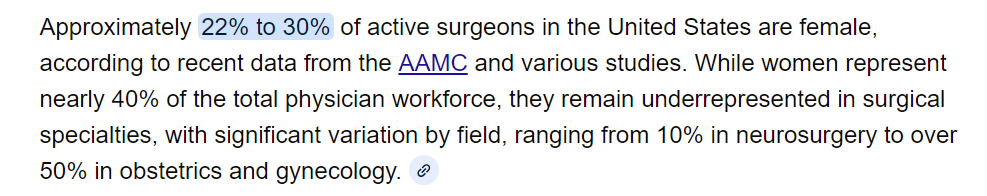 Approximately 22% to 30% of active surgeons in the United States are female,
according to recent data from the AAMC and various studies. While women represent
nearly 40% of the total physician workforce, they remain underrepresented in surgical
specialties, with significant variation by field, ranging from 10% in neurosurgery to over
50% in obstetrics and gynecology.